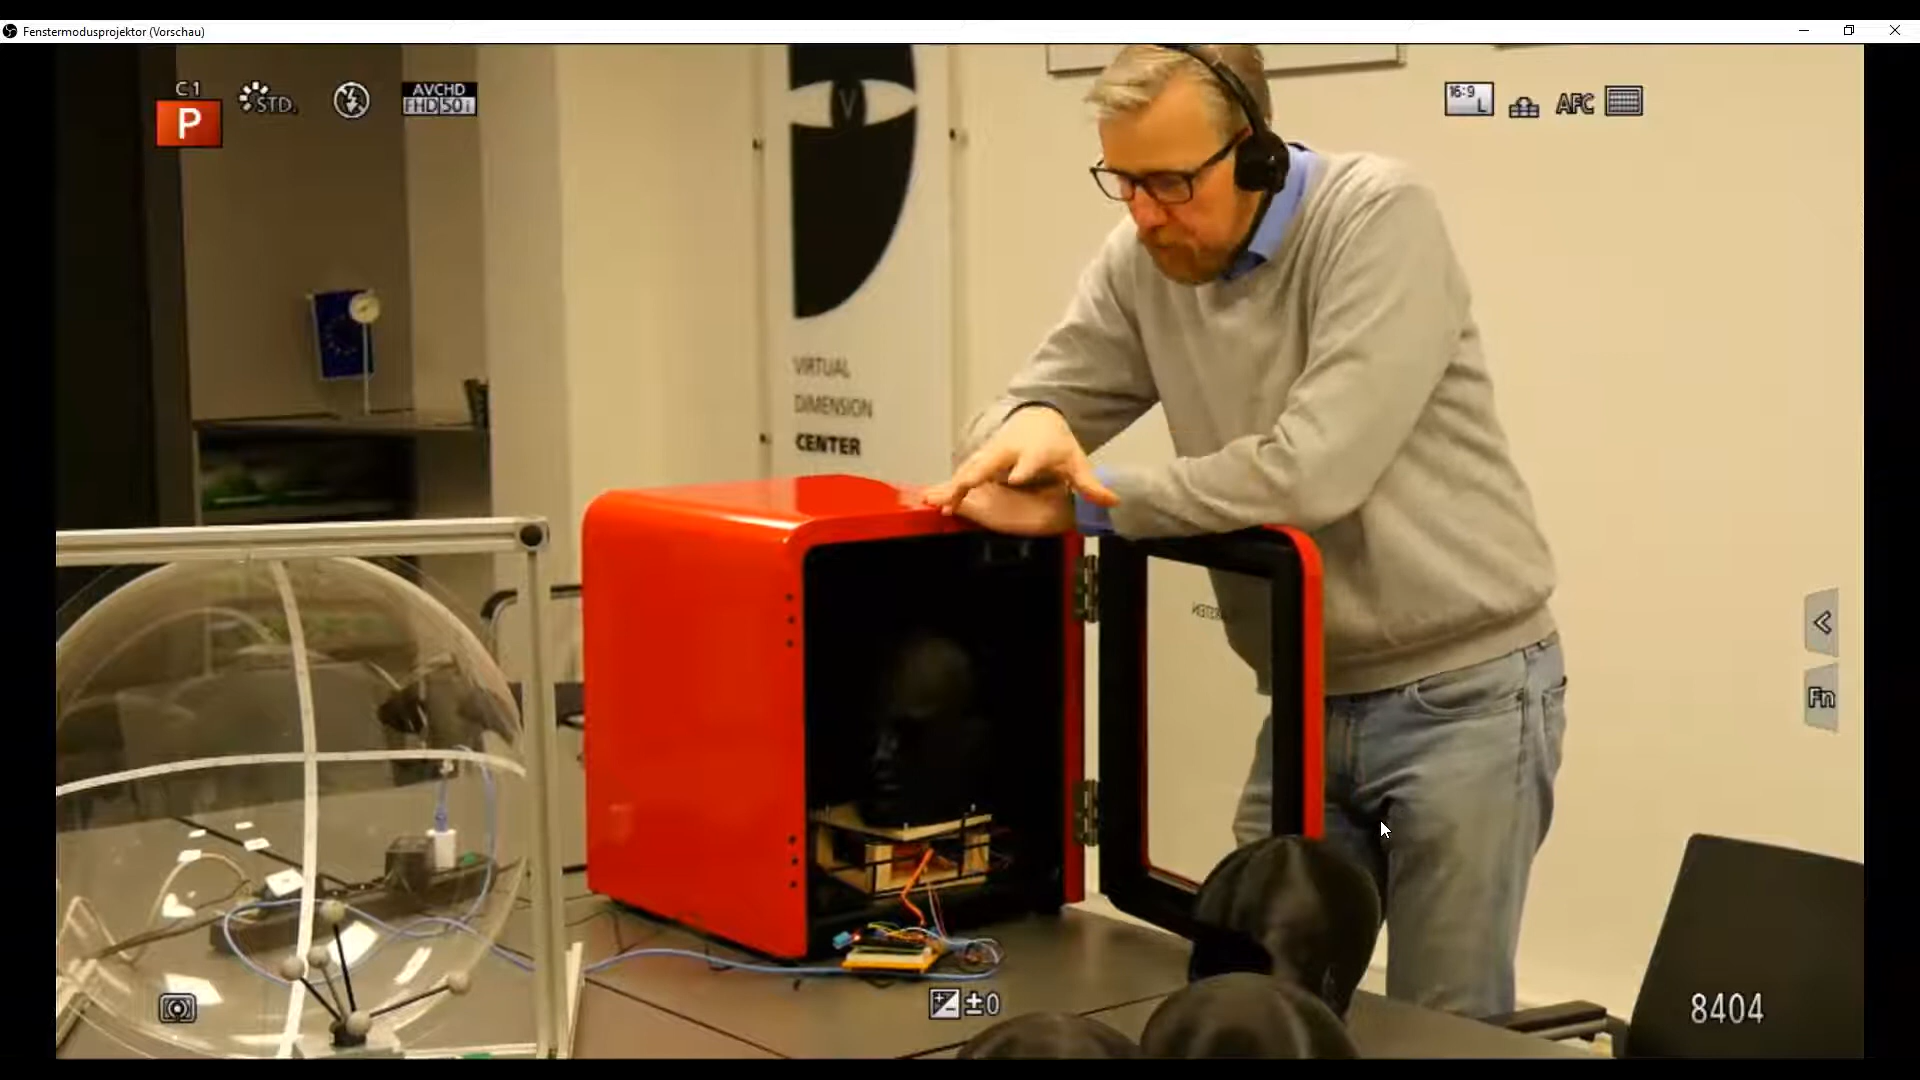 Fenstermodusprojektor (Vorschau)
C1
P
STD.
AVCHD
FHD 50i
16:9
L
AFC
V
VIRTUAL
DIMENSION
CENTER
Fn
±0
8404